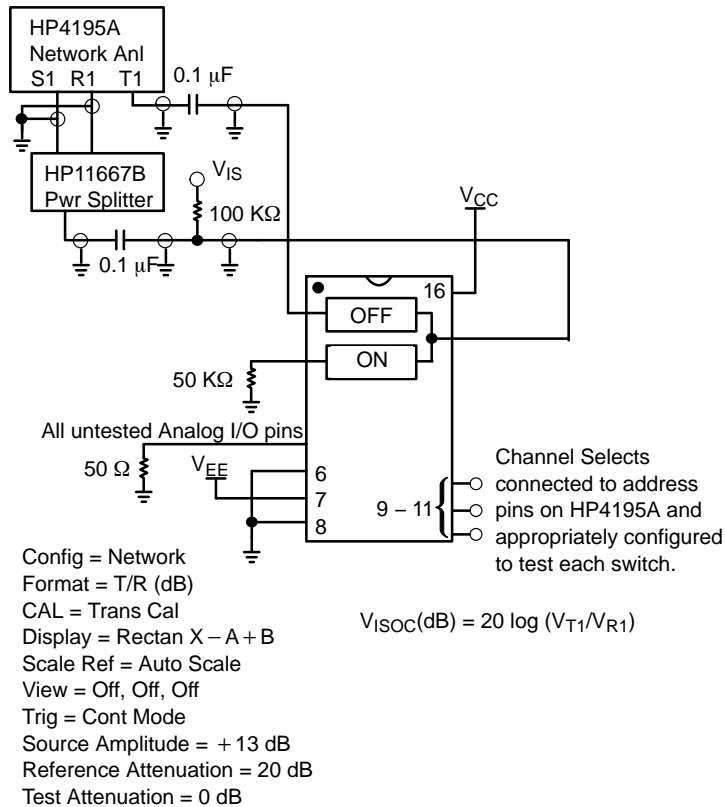 HP4195A
Network Anl
S1 R1 T1
0.1 μF
HP11667B
Pwr Splitter
VIS
100 KΩ
VCC
0.1 μF
16
OFF
ON
50 KΩ
All untested Analog I/O pins
50 Ω
VEE
6
7
8
9 – 11
Channel Selects
connected to address
pins on HP4195A and
appropriately configured
to test each switch.
Config = Network
Format = T/R (dB)
CAL = Trans Cal
Display = Rectan X – A + B
Scale Ref = Auto Scale
View = Off, Off, Off
Trig = Cont Mode
Source Amplitude = + 13 dB
Reference Attenuation = 20 dB
Test Attenuation = 0 dB
VISOC(dB) = 20 log (VT1/VR1)